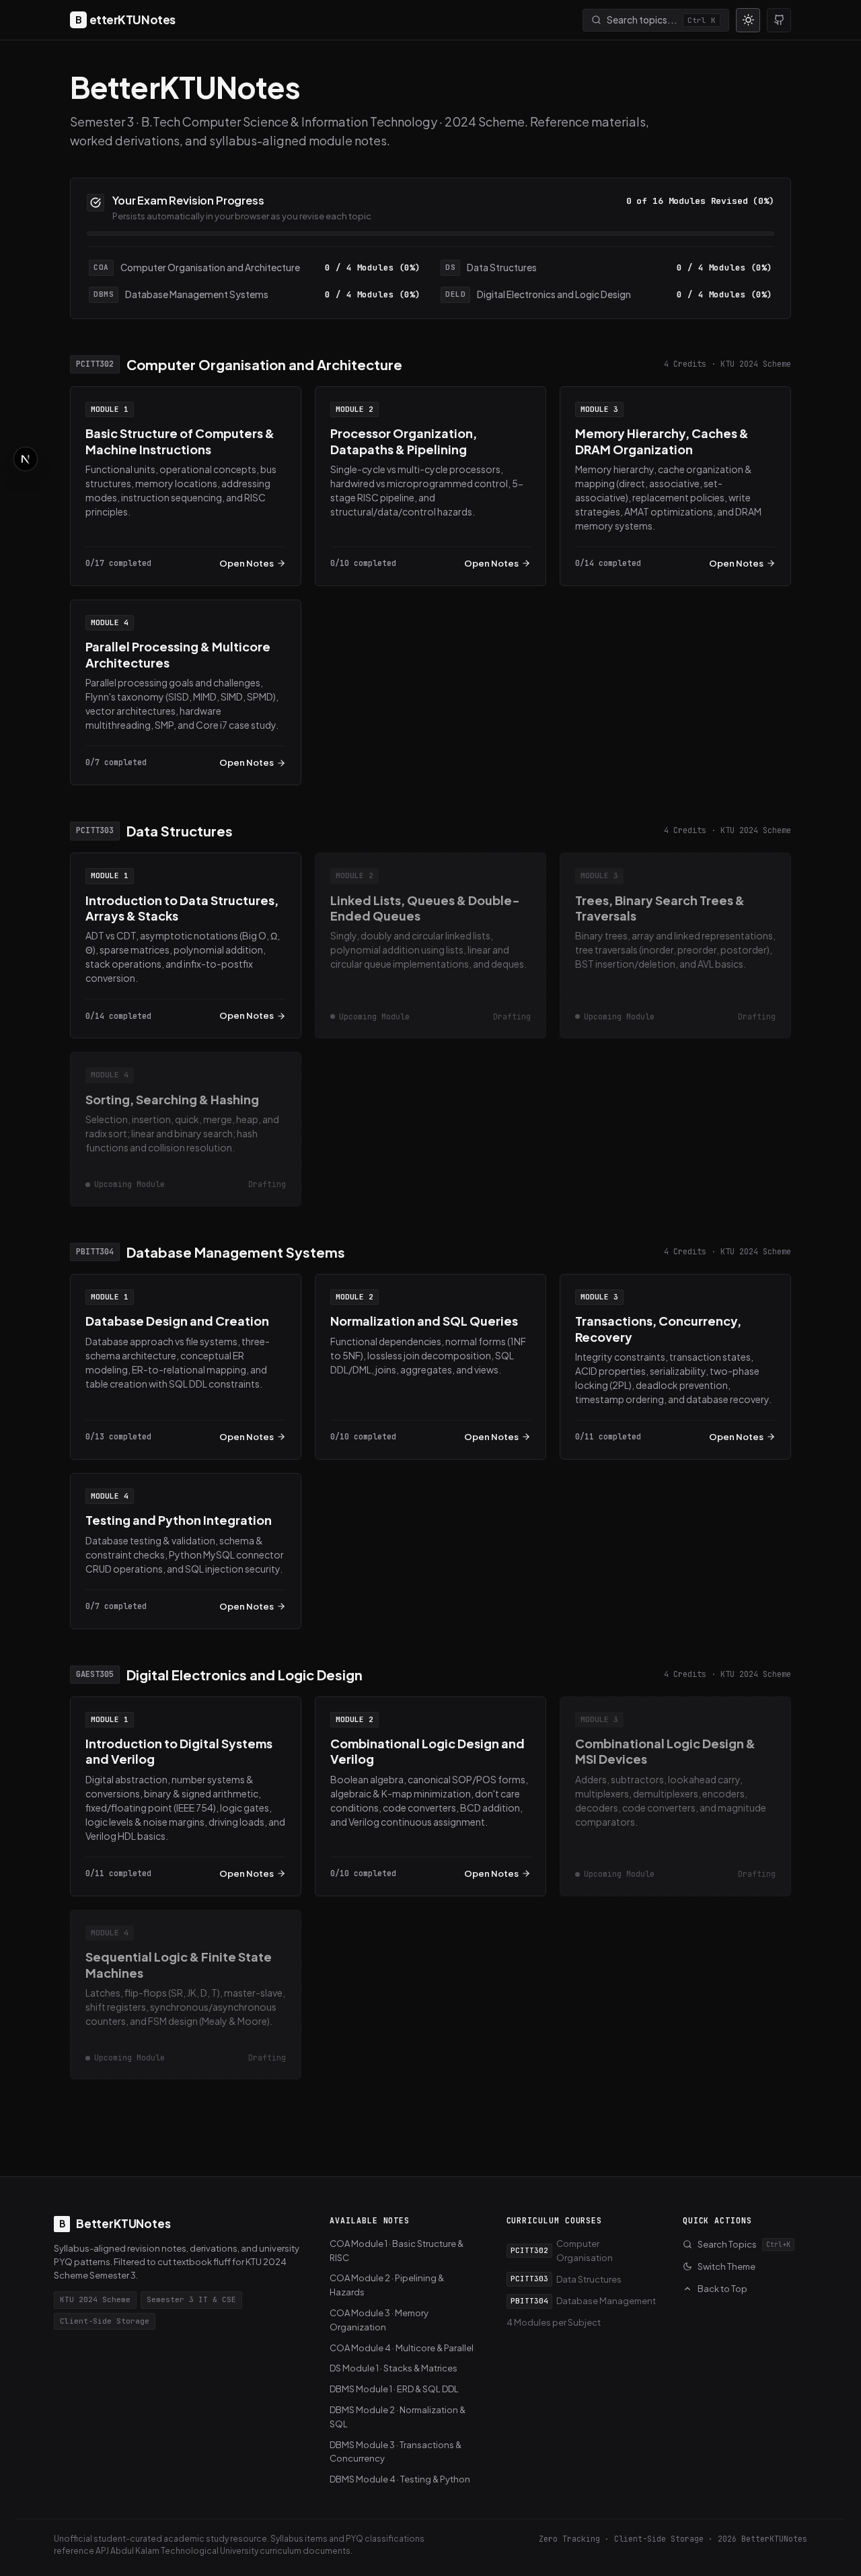 B etterKTUNotes
Search topics... Ctrl K
BetterKTUNotes
Semester 3 · B.Tech Computer Science & Information Technology · 2024 Scheme. Reference materials,
worked derivations, and syllabus-aligned module notes.
Your Exam Revision Progress
0 of 16 Modules Revised (0%)
Persists automatically in your browser as you revise each topic
COA Computer Organisation and Architecture 0 / 4 Modules (0%)
DS Data Structures 0 / 4 Modules (0%)
DBMS Database Management Systems 0 / 4 Modules (0%)
DELD Digital Electronics and Logic Design 0 / 4 Modules (0%)
PCITT302 Computer Organisation and Architecture
4 Credits · KTU 2024 Scheme
MODULE 1
Basic Structure of Computers &
Machine Instructions
Functional units, operational concepts, bus
structures, memory locations, addressing
modes, instruction sequencing, and RISC
principles.
0/17 completed
Open Notes →
MODULE 2
Processor Organization,
Datapaths & Pipelining
Single-cycle vs multi-cycle processors,
hardwired vs microprogrammed control, 5-
stage RISC pipeline, and
structural/data/control hazards.
0/10 completed
Open Notes →
MODULE 3
Memory Hierarchy, Caches &
DRAM Organization
Memory hierarchy, cache organization &
mapping (direct, associative, set-
associative), replacement policies, write
strategies, AMAT optimizations, and DRAM
memory systems.
0/14 completed
Open Notes →
MODULE 4
Parallel Processing & Multicore
Architectures
Parallel processing goals and challenges,
Flynn's taxonomy (SISD, MIMD, SIMD, SPMD),
vector architectures, hardware
multithreading, SMP, and Core i7 case study.
0/7 completed
Open Notes →
PCITT303 Data Structures
4 Credits · KTU 2024 Scheme
MODULE 1
Introduction to Data Structures,
Arrays & Stacks
ADT vs CDT, asymptotic notations (Big O, Ω,
Θ), sparse matrices, polynomial addition,
stack operations, and infix-to-postfix
conversion.
0/14 completed
Open Notes →
MODULE 2
Linked Lists, Queues & Double-
Ended Queues
Singly, doubly and circular linked lists,
polynomial addition using lists, linear and
circular queue implementations, and deques.
Upcoming Module
Drafting
MODULE 3
Trees, Binary Search Trees &
Traversals
Binary trees, array and linked representations,
tree traversals (inorder, preorder, postorder),
BST insertion/deletion, and AVL basics.
Upcoming Module
Drafting
MODULE 4
Sorting, Searching & Hashing
Selection, insertion, quick, merge, heap, and
radix sort; linear and binary search; hash
functions and collision resolution.
Upcoming Module
Drafting
PBITT304 Database Management Systems
4 Credits · KTU 2024 Scheme
MODULE 1
Database Design and Creation
Database approach vs file systems, three-
schema architecture, conceptual ER
modeling, ER-to-relational mapping, and
table creation with SQL DDL constraints.
0/13 completed
Open Notes →
MODULE 2
Normalization and SQL Queries
Functional dependencies, normal forms (1NF
to 5NF), lossless join decomposition, SQL
DDL/DML, joins, aggregates, and views.
0/10 completed
Open Notes →
MODULE 3
Transactions, Concurrency,
Recovery
Integrity constraints, transaction states,
ACID properties, serializability, two-phase
locking (2PL), deadlock prevention,
timestamp ordering, and database recovery.
0/11 completed
Open Notes →
MODULE 4
Testing and Python Integration
Database testing & validation, schema &
constraint checks, Python MySQL connector
CRUD operations, and SQL injection security.
0/7 completed
Open Notes →
GAEST305 Digital Electronics and Logic Design
4 Credits · KTU 2024 Scheme
MODULE 1
Introduction to Digital Systems
and Verilog
Digital abstraction, number systems &
conversions, binary & signed arithmetic,
fixed/floating point (IEEE 754), logic gates,
logic levels & noise margins, driving loads, and
Verilog HDL basics.
0/11 completed
Open Notes →
MODULE 2
Combinational Logic Design and
Verilog
Boolean algebra, canonical SOP/POS forms,
algebraic & K-map minimization, don't care
conditions, code converters, BCD addition,
and Verilog continuous assignment.
0/10 completed
Open Notes →
MODULE 3
Combinational Logic Design &
MSI Devices
Adders, subtractors, lookahead carry,
multiplexers, demultiplexers, encoders,
decoders, code converters, and magnitude
comparators.
Upcoming Module
Drafting
MODULE 4
Sequential Logic & Finite State
Machines
Latches, flip-flops (SR, JK, D, T), master-slave,
shift registers, synchronous/asynchronous
counters, and FSM design (Mealy & Moore).
Upcoming Module
Drafting
B BetterKTUNotes
Syllabus-aligned revision notes, derivations, and university
PYQ patterns. Filtered to cut textbook fluff for KTU 2024
Scheme Semester 3.
KTU 2024 Scheme
Semester 3 IT & CSE
Client-Side Storage
AVAILABLE NOTES
COA Module 1 · Basic Structure &
RISC
COA Module 2 · Pipelining &
Hazards
COA Module 3 · Memory
Organization
COA Module 4 · Multicore & Parallel
DS Module 1 · Stacks & Matrices
DBMS Module 1 · ERD & SQL DDL
DBMS Module 2 · Normalization &
SQL
DBMS Module 3 · Transactions &
Concurrency
DBMS Module 4 · Testing & Python
CURRICULUM COURSES
PCITT302 Computer
Organisation
PCITT303 Data Structures
PBITT304 Database Management
4 Modules per Subject
QUICK ACTIONS
Search Topics Ctrl+K
Switch Theme
Back to Top
Unofficial student-curated academic study resource. Syllabus items and PYQ classifications
reference APJ Abdul Kalam Technological University curriculum documents.
Zero Tracking · Client-Side Storage · 2026 BetterKTUNotes